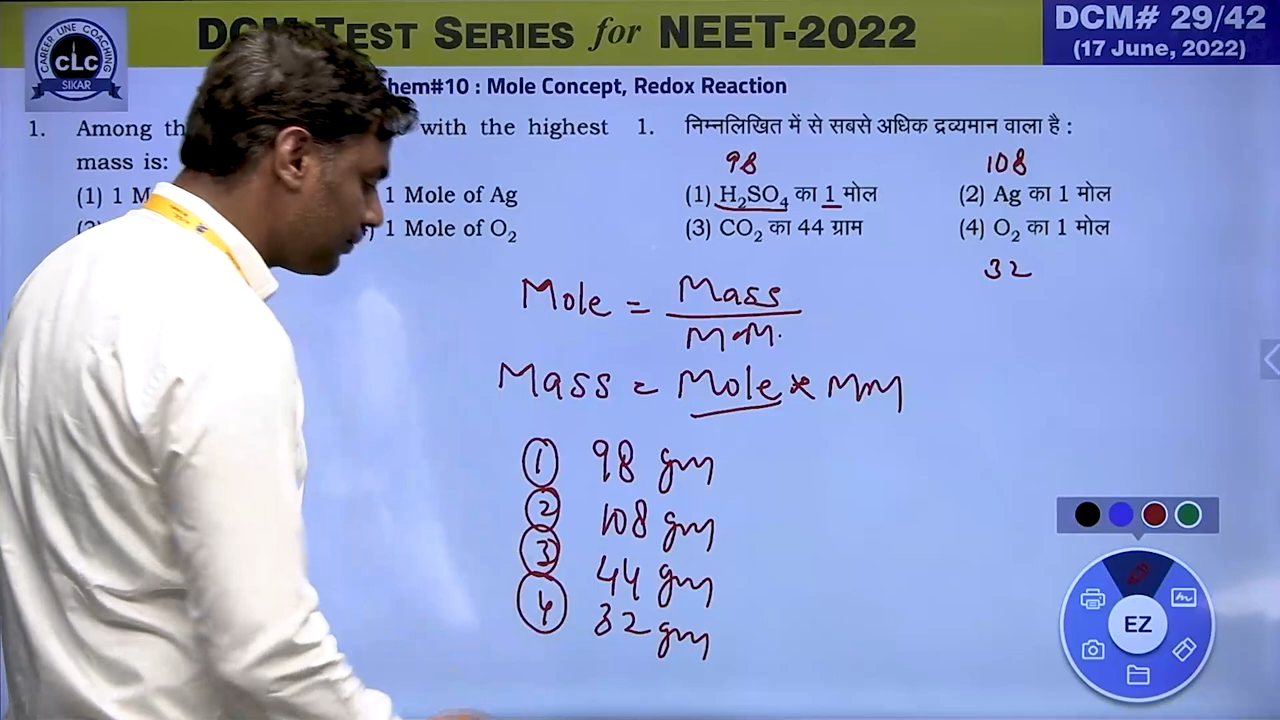 DCM TEST SERIES for NEET-2022
DCM# 29/42
(17 June, 2022)
CAREER LINE COACHING
CLC
SIKAR
hem#10 : Mole Concept, Redox Reaction
1. Among th with the highest
mass is:
(1) 1 M 1 Mole of Ag
1 Mole of O₂
1. निम्नलिखित में से सबसे अधिक द्रव्यमान वाला है :
98 108
(1) H₂SO₄ का 1 मोल (2) Ag का 1 मोल
(3) CO₂ का 44 ग्राम (4) O₂ का 1 मोल
32
Mole = Mass / M.M.
Mass = Mole * MM
1 98 gm
2 108 gm
3 44 gm
4 32 gm
EZ